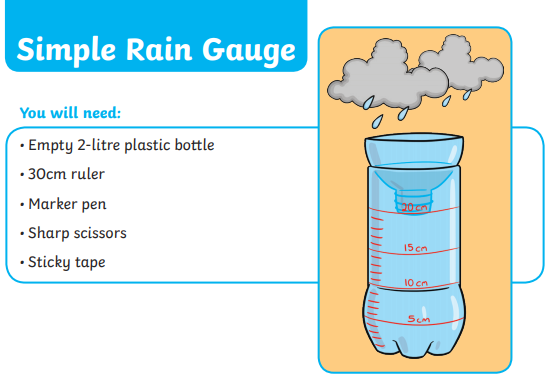 Simple Rain Gauge
You will need:
• Empty 2-litre plastic bottle
• 30cm ruler
• Marker pen
• Sharp scissors
• Sticky tape
20cm
15cm
10cm
5cm